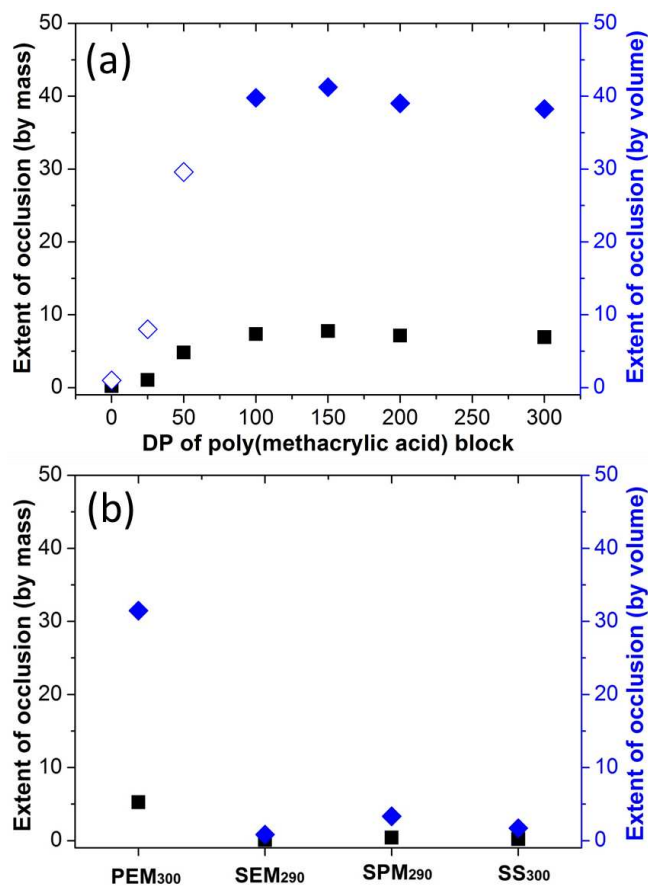 (a)
Extent of occlusion (by mass)
50
40
30
20
10
0
50
40
30
20
10
0
Extent of occlusion (by volume)
0 50 100 150 200 250 300
DP of poly(methacrylic acid) block
(b)
Extent of occlusion (by mass)
50
40
30
20
10
0
50
40
30
20
10
0
Extent of occlusion (by volume)
PEM300 SEM290 SPM290 SS300